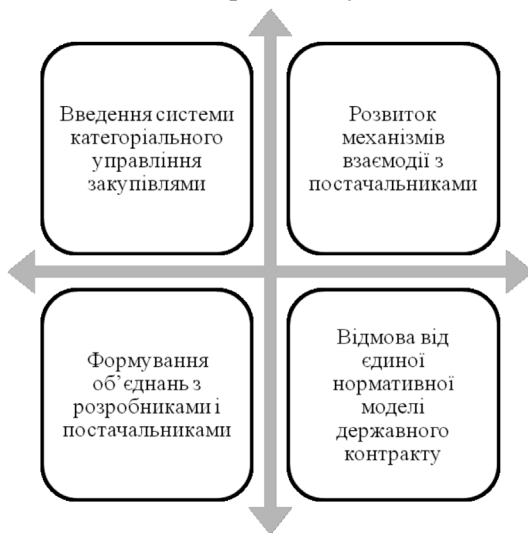 Введення системи
категоріального
управління
закупівлями
Розвиток
механізмів
взаємодії з
постачальниками
Формування
об’єднань з
розробниками і
постачальниками
Відмова від
єдиної
нормативної
моделі
державного
контракту